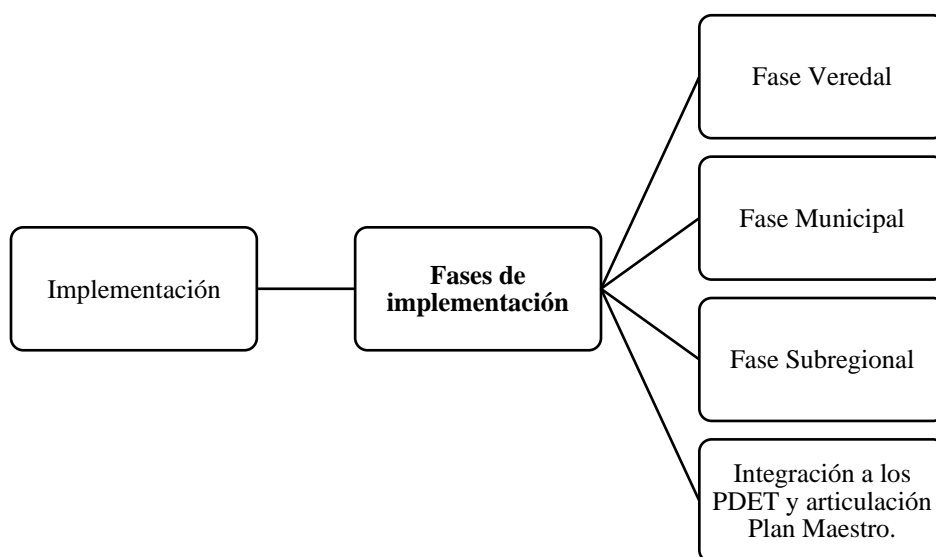 Implementación
Fases de
implementación
Fase Veredal
Fase Municipal
Fase Subregional
Integración a los
PDET y articulación
Plan Maestro.